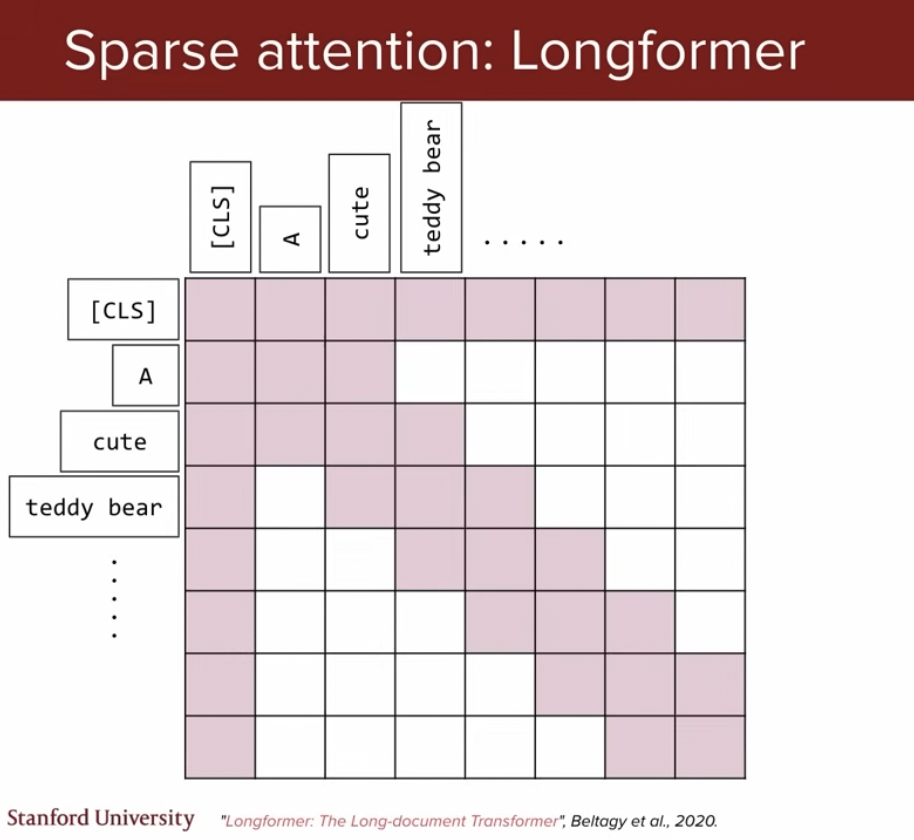 Sparse attention: Longformer
[CLS]
A
cute
teddy bear
.....
[CLS]
A
cute
teddy bear
.....
Stanford University
"Longformer: The Long-document Transformer", Beltagy et al., 2020.